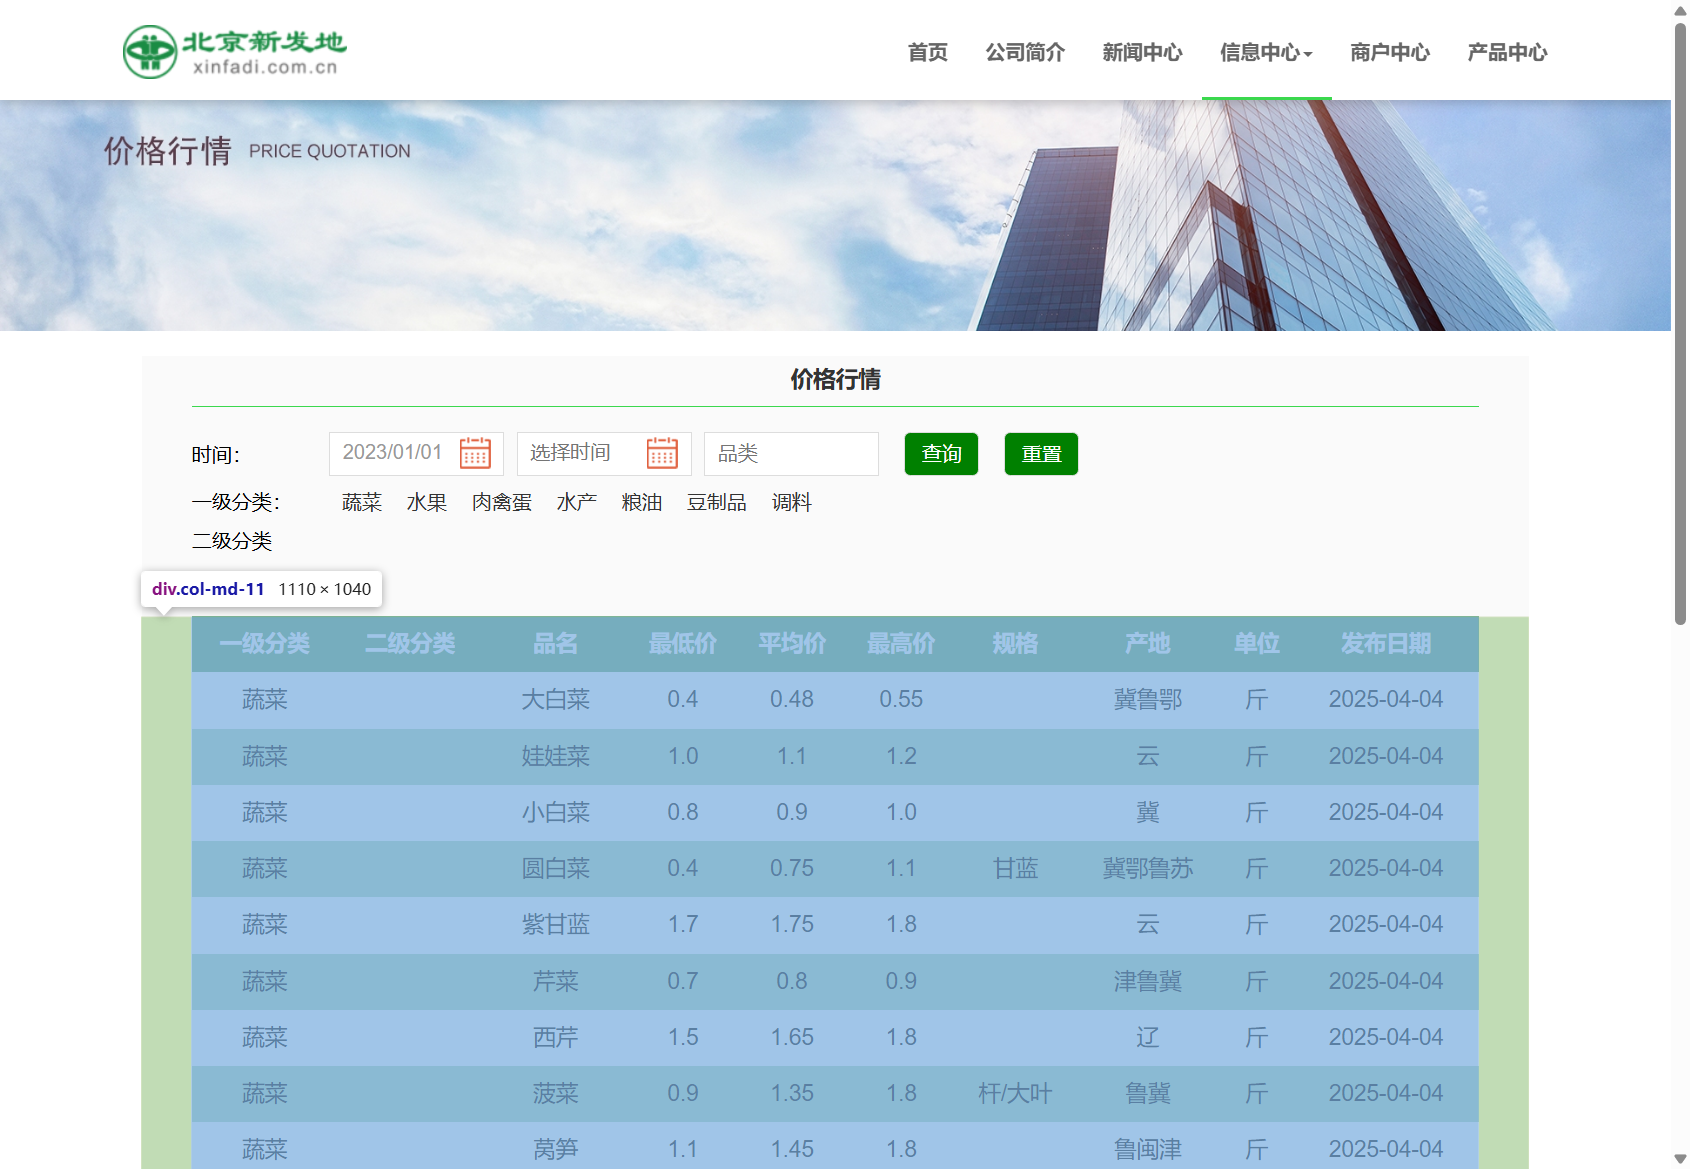 北京新发地
xinfadi.com.cn
首页 公司简介 新闻中心 信息中心 商户中心 产品中心
价格行情 PRICE QUOTATION
价格行情
时间： 2023/01/01 选择时间 品类 查询 重置
一级分类： 蔬菜 水果 肉禽蛋 水产 粮油 豆制品 调料
二级分类
div.col-md-11 1110 × 1040
一级分类 二级分类 品名 最低价 平均价 最高价 规格 产地 单位 发布日期
蔬菜 大白菜 0.4 0.48 0.55 冀鲁鄂 斤 2025-04-04
蔬菜 娃娃菜 1.0 1.1 1.2 云 斤 2025-04-04
蔬菜 小白菜 0.8 0.9 1.0 冀 斤 2025-04-04
蔬菜 圆白菜 0.4 0.75 1.1 甘蓝 冀鄂鲁苏 斤 2025-04-04
蔬菜 紫甘蓝 1.7 1.75 1.8 云 斤 2025-04-04
蔬菜 芹菜 0.7 0.8 0.9 津鲁冀 斤 2025-04-04
蔬菜 西芹 1.5 1.65 1.8 辽 斤 2025-04-04
蔬菜 菠菜 0.9 1.35 1.8 杆/大叶 鲁冀 斤 2025-04-04
蔬菜 莴笋 1.1 1.45 1.8 鲁闽津 斤 2025-04-04